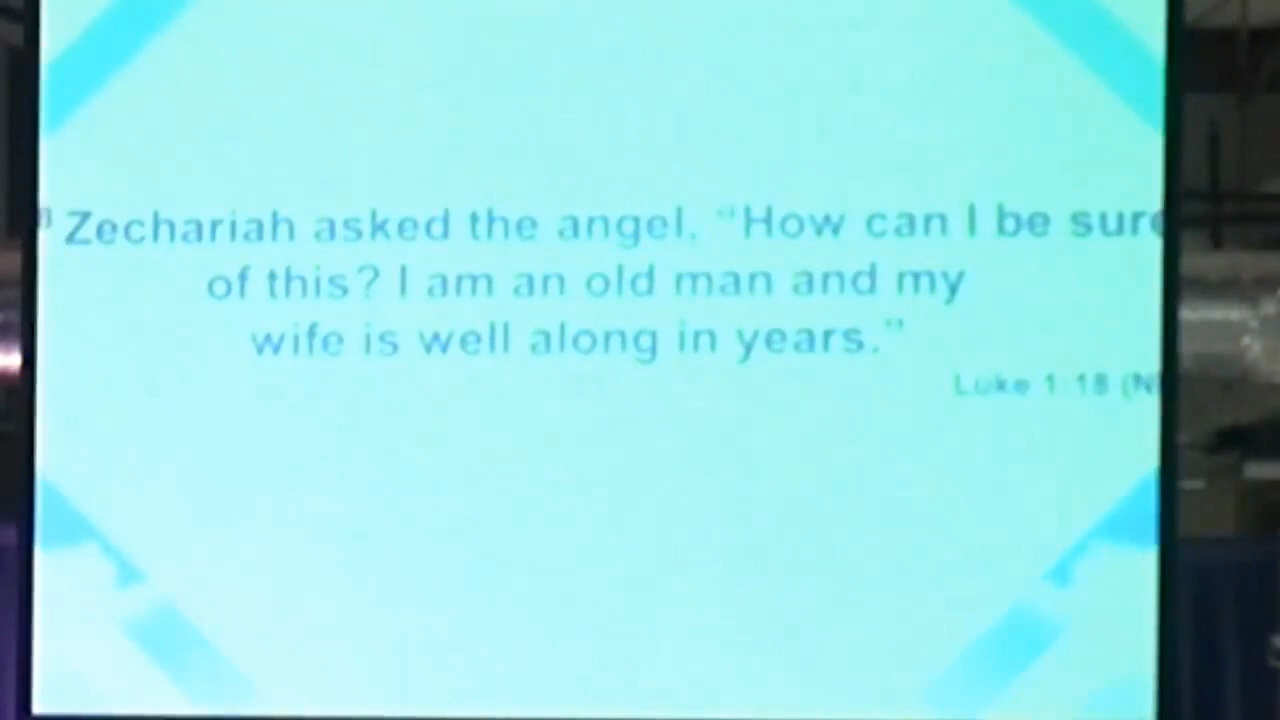 Zechariah asked the angel, "How can I be sure
of this? I am an old man and my
wife is well along in years."
Luke 1:18 (N